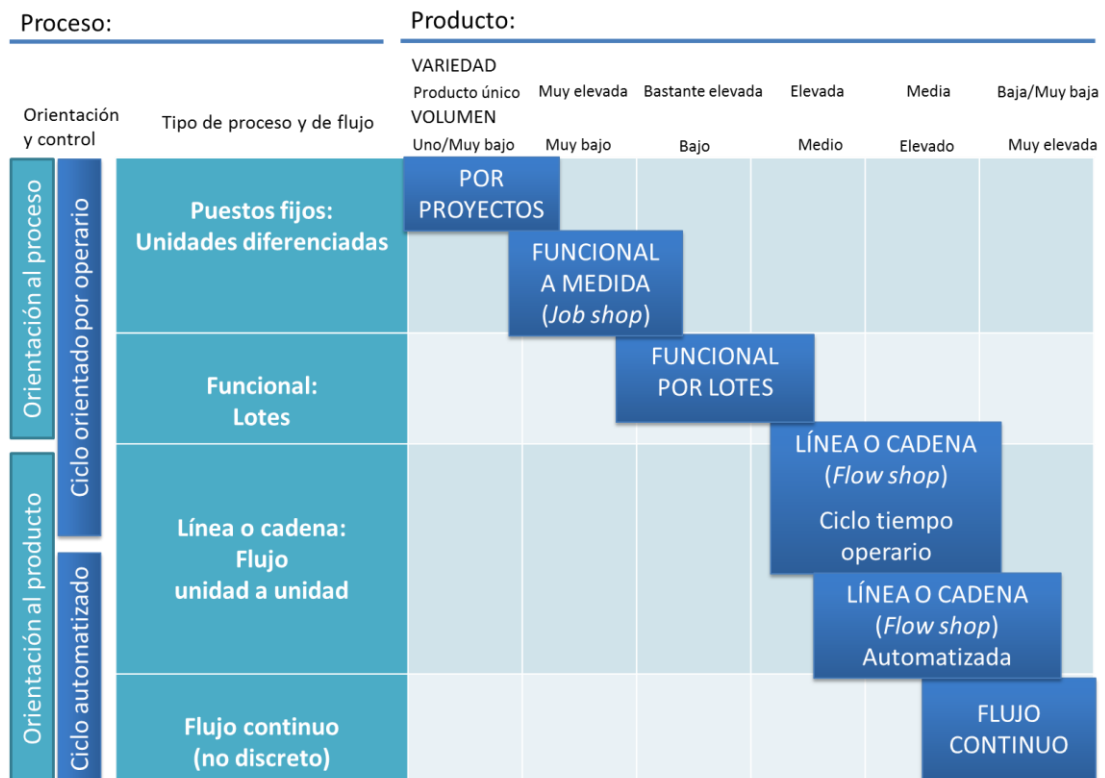 Proceso:
Producto:
VARIEDAD
Producto único Muy elevada Bastante elevada Elevada Media Baja/Muy baja
VOLUMEN
Uno/Muy bajo Muy bajo Bajo Medio Elevado Muy elevada
Orientación
y control
Tipo de proceso y de flujo
Orientación al proceso
Ciclo orientado por operario
Orientación al producto
Ciclo automatizado
Puestos fijos:
Unidades diferenciadas
POR
PROYECTOS
FUNCIONAL
A MEDIDA
(Job shop)
Funcional:
Lotes
FUNCIONAL
POR LOTES
Línea o cadena:
Flujo
unidad a unidad
LÍNEA O CADENA
(Flow shop)
Ciclo tiempo
operario
LÍNEA O CADENA
(Flow shop)
Automatizada
Flujo continuo
(no discreto)
FLUJO
CONTINUO